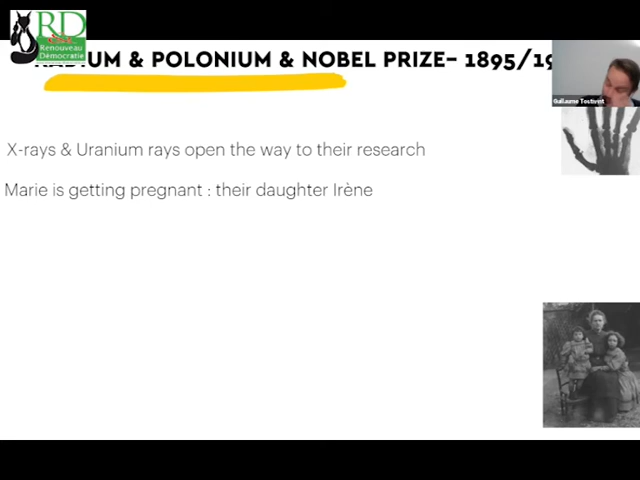 RD
Renouveau
Démocratie
RADIUM & POLONIUM & NOBEL PRIZE– 1895/19
Guillaume Tostivint
X-rays & Uranium rays open the way to their research
Marie is getting pregnant : their daughter Irène